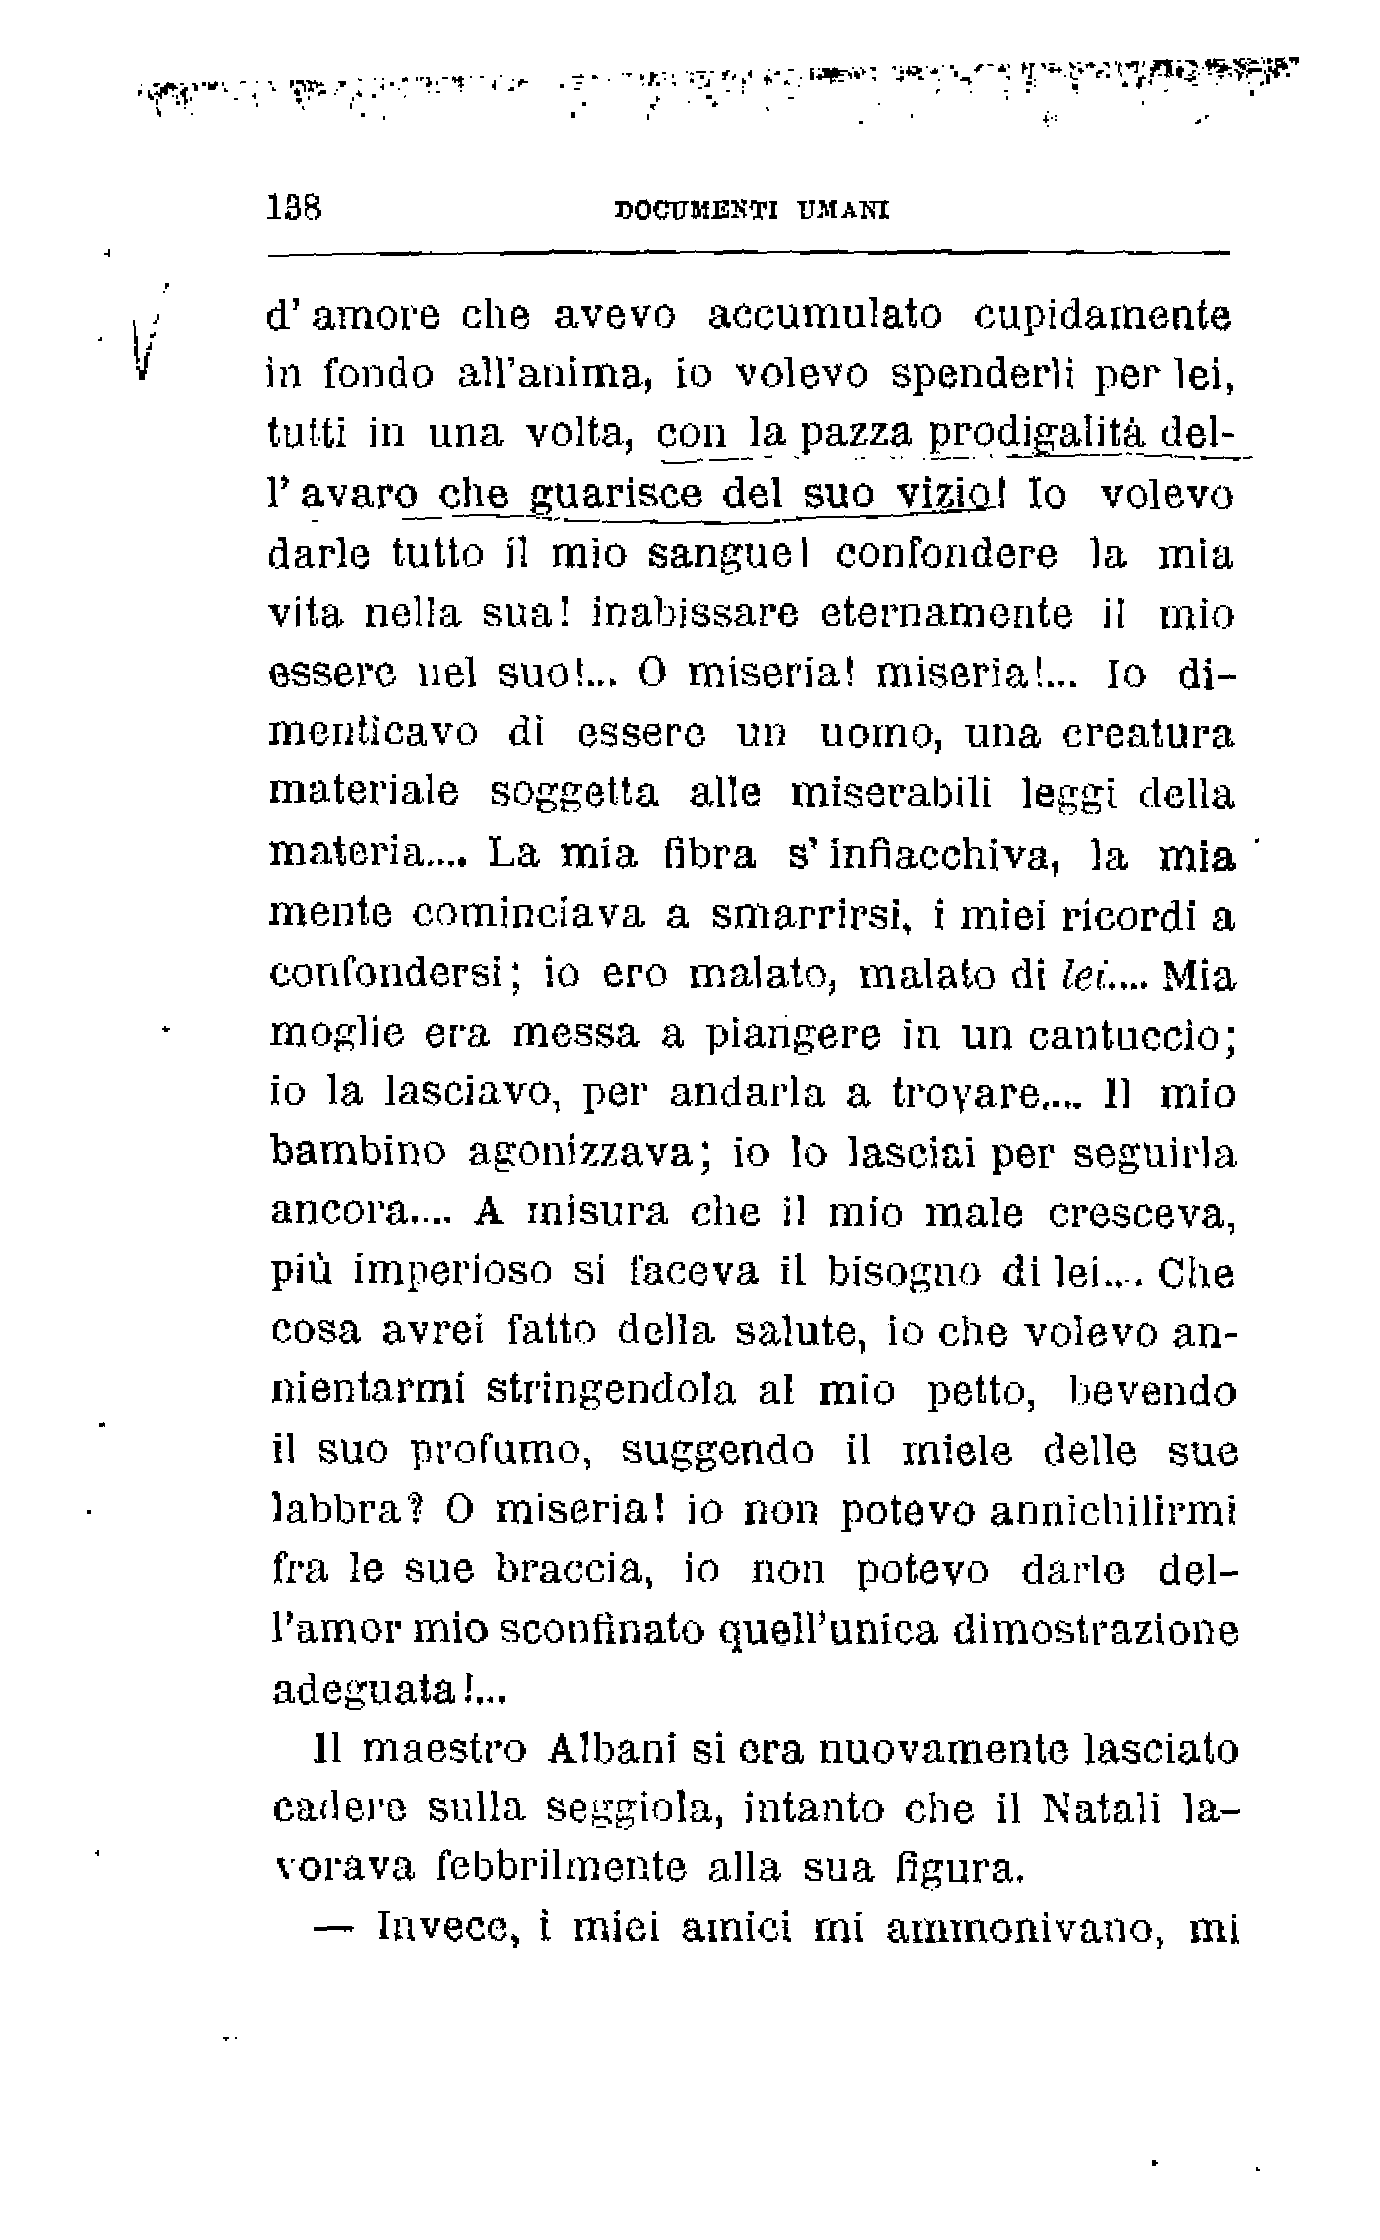 138 DOCUMENTI UMANI
d' amore che avevo accumulato cupidamente
in fondo all'anima, io volevo spenderli per lei,
tutti in una volta, con la pazza prodigalità del-
l' avaro che guarisce del suo vizio! Io volevo
darle tutto il mio sangue! confondere la mia
vita nella sua! inabissare eternamente il mio
essere nel suo!... O miseria! miseria!... Io di-
menticavo di essere un uomo, una creatura
materiale soggetta alle miserabili leggi della
materia.... La mia fibra s' infiacchiva, la mia
mente cominciava a smarrirsi, i miei ricordi a
confondersi; io ero malato, malato di lei.... Mia
moglie era messa a piangere in un cantuccio;
io la lasciavo, per andarla a trovare.... Il mio
bambino agonizzava; io lo lasciai per seguirla
ancora.... A misura che il mio male cresceva,
più imperioso si faceva il bisogno di lei.... Che
cosa avrei fatto della salute, io che volevo an-
nientarmi stringendola al mio petto, bevendo
il suo profumo, suggendo il miele delle sue
labbra? O miseria! io non potevo annichilirmi
fra le sue braccia, io non potevo darle del-
l'amor mio sconfinato quell'unica dimostrazione
adeguata!...
Il maestro Albani si era nuovamente lasciato
cadere sulla seggiola, intanto che il Natali la-
vorava febbrilmente alla sua figura.
— Invece, i miei amici mi ammonivano, mi